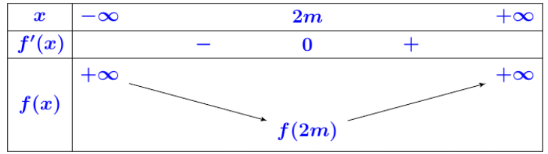 x −∞ 2m +∞
f′(x) − 0 +
+∞ +∞
f(x)
f(2m)